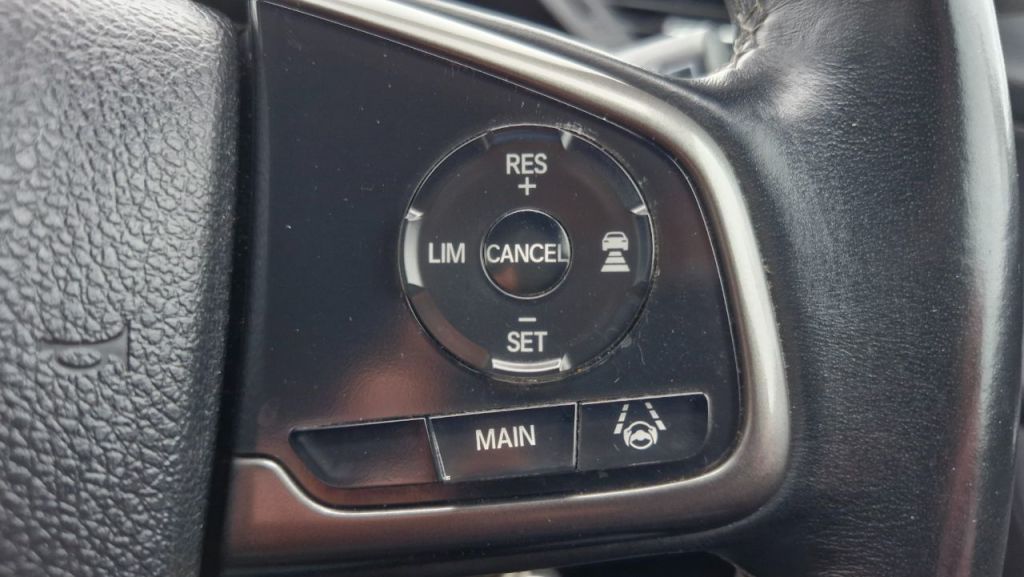 RES
+
LIM CANCEL
–
SET
MAIN